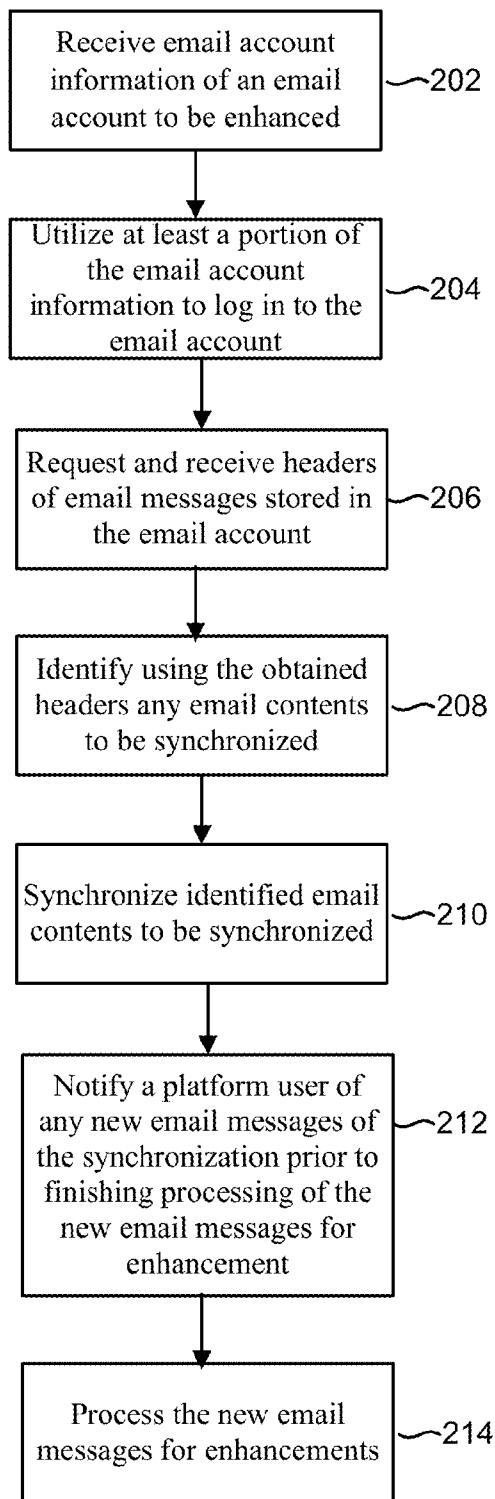 Receive email account
information of an email
account to be enhanced
202
Utilize at least a portion of
the email account
information to log in to the
email account
204
Request and receive headers
of email messages stored in
the email account
206
Identify using the obtained
headers any email contents
to be synchronized
208
Synchronize identified email
contents to be synchronized
210
Notify a platform user of
any new email messages of
the synchronization prior to
finishing processing of the
new email messages for
enhancement
212
Process the new email
messages for enhancements
214